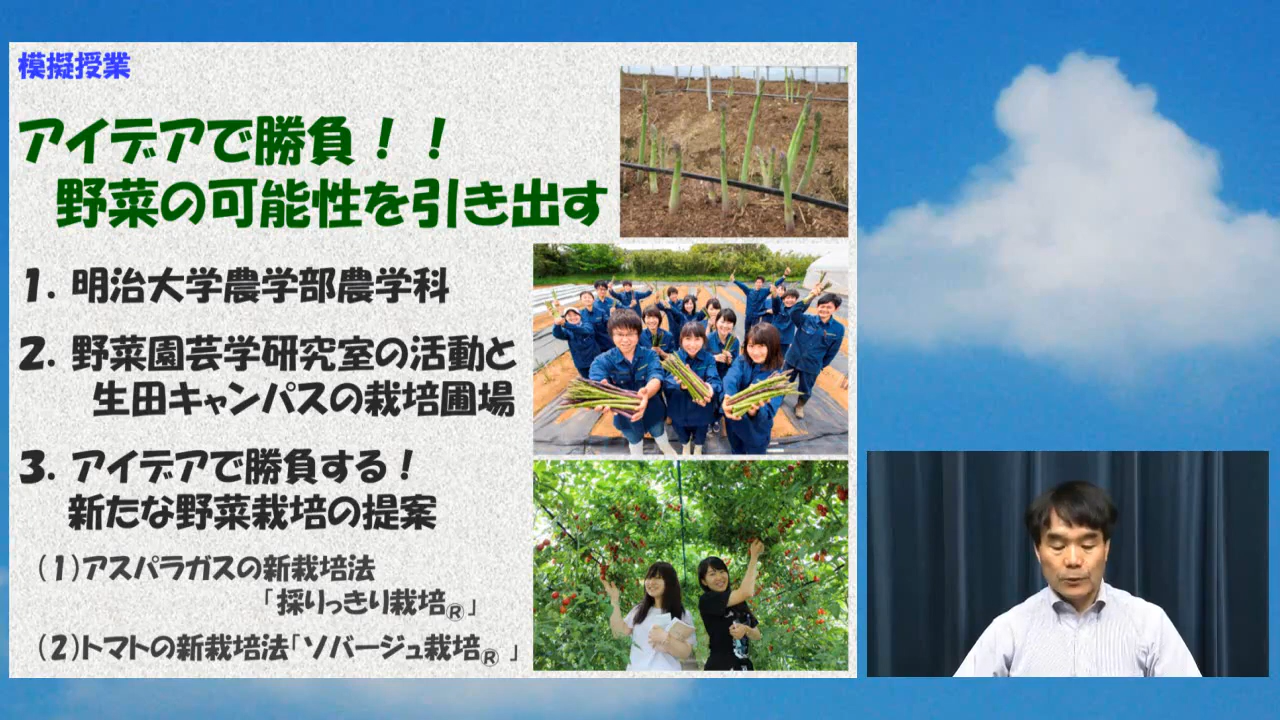 模擬授業
アイデアで勝負！！
野菜の可能性を引き出す
1. 明治大学農学部農学科
2. 野菜園芸学研究室の活動と
生田キャンパスの栽培圃場
3. アイデアで勝負する！
新たな野菜栽培の提案
（1）アスパラガスの新栽培法
「採りっきり栽培®」
（2）トマトの新栽培法「ソバージュ栽培®」